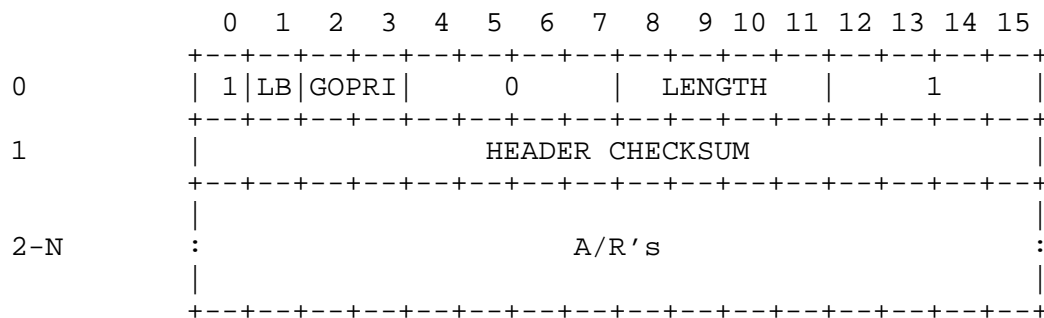 0  1  2  3  4  5  6  7  8  9 10 11 12 13 14 15
               +--+--+--+--+--+--+--+--+--+--+--+--+--+--+--+--+
0              | 1|LB|GOPRI|     0     |  LENGTH   |     1     |
               +--+--+--+--+--+--+--+--+--+--+--+--+--+--+--+--+
1              |                HEADER CHECKSUM                |
               +--+--+--+--+--+--+--+--+--+--+--+--+--+--+--+--+
               |                                               |
2-N            :                     A/R’s                     :
               |                                               |
               +--+--+--+--+--+--+--+--+--+--+--+--+--+--+--+--+